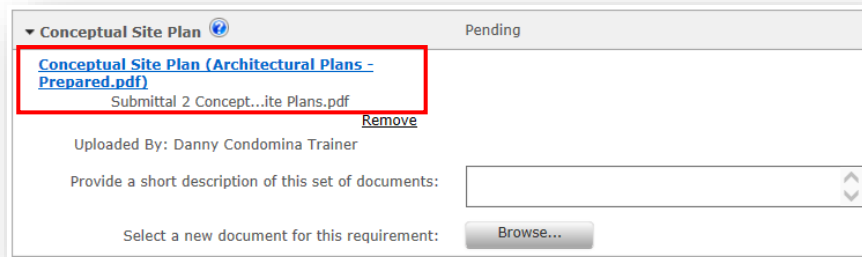 Conceptual Site Plan ? Pending
Conceptual Site Plan (Architectural Plans -
Prepared.pdf)
Submittal 2 Concept...ite Plans.pdf
Remove
Uploaded By: Danny Condomina Trainer
Provide a short description of this set of documents:
Select a new document for this requirement: Browse...